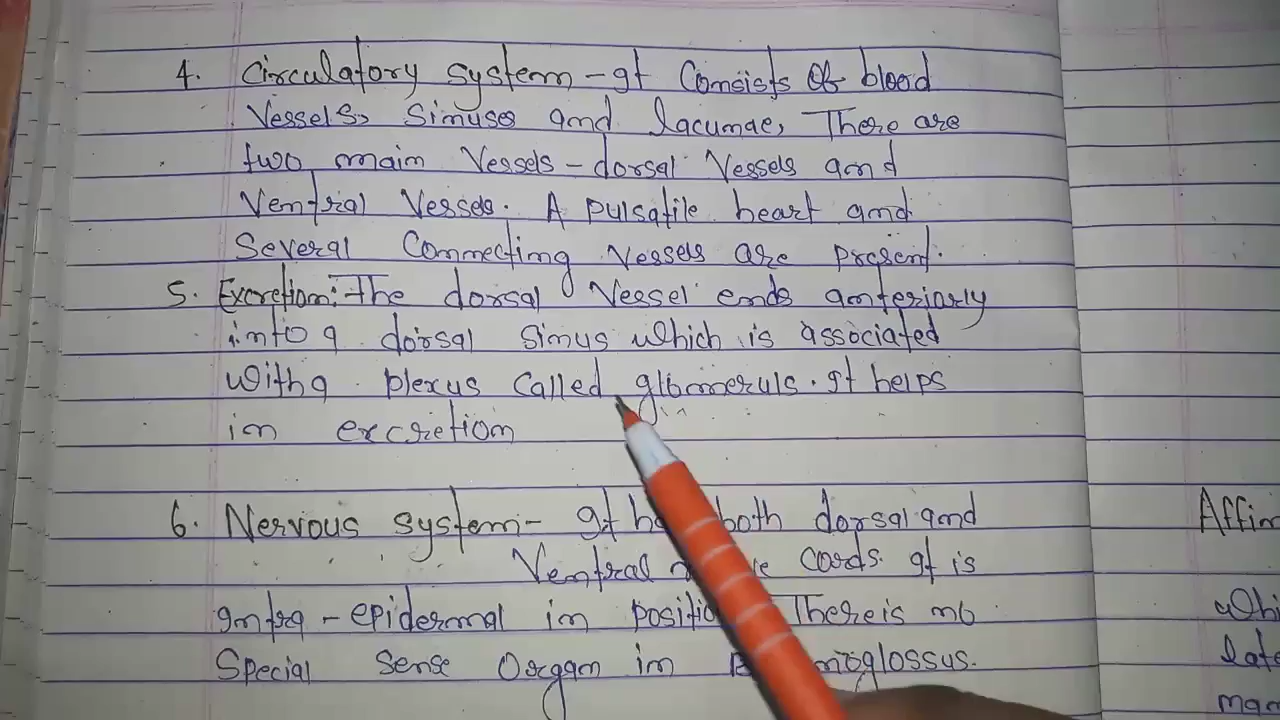 4. Circulatory system - It Consists Of blood
Vessels, Sinuses and lacunae, There are
two main Vessels - dorsal Vessels and
Ventral Vessels. A pulsatile heart and
Several Connecting Vessels are present.
5. Excretion:- The dorsal Vessel ends anteriorly
into a dorsal Sinus which is associated
with a plexus called glomeruls. It helps
in excretion
6. Nervous system - It both dorsal and
Ventral cords. It is
Intra - epidermal in There is no
Special Sense Organ in